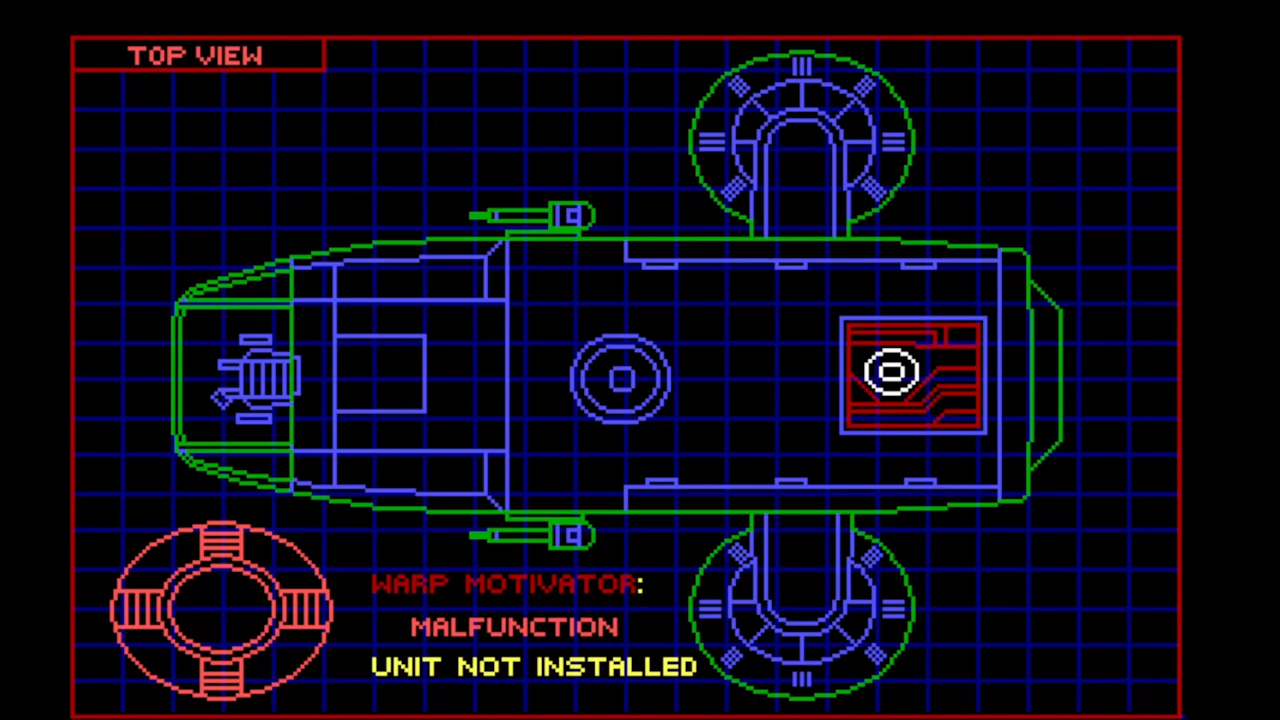 TOP VIEW
WARP MOTIVATOR:
MALFUNCTION
UNIT NOT INSTALLED